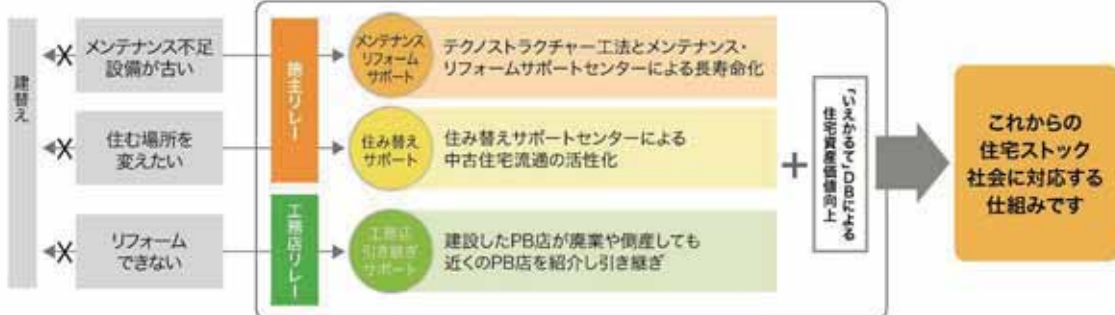 建替え
メンテナンス不足
設備が古い
住む場所を
変えたい
リフォーム
できない
施主リレー
工務店リレー
メンテナンス
リフォーム
サポート
テクノストラクチャー工法とメンテナンス・
リフォームサポートセンターによる長寿命化
住み替え
サポート
住み替えサポートセンターによる
中古住宅流通の活性化
工務店
引き継ぎ
サポート
建設したPB店が廃業や倒産しても
近くのPB店を紹介し引き継ぎ
+
「いえかるて」DBによる
住宅資産価値向上
これからの
住宅ストック
社会に対応する
仕組みです